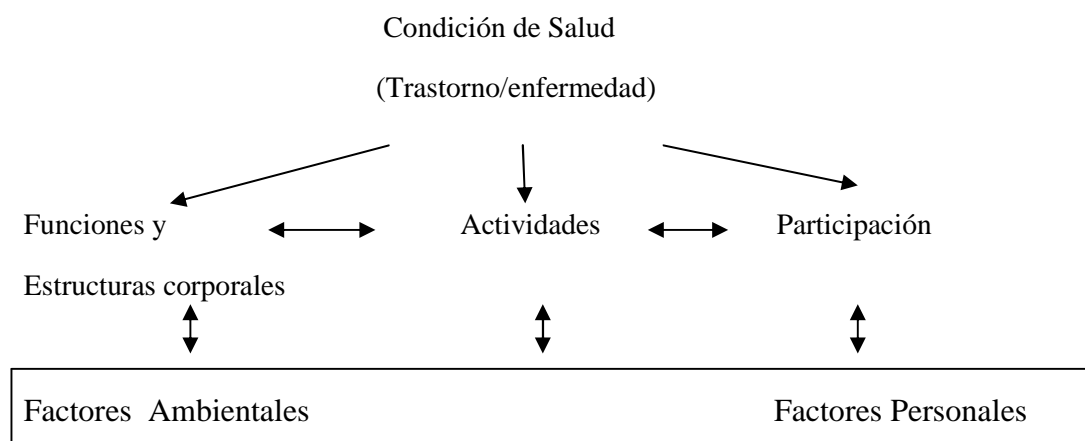 Condición de Salud
(Trastorno/enfermedad)
Funciones y Actividades Participación
Estructuras corporales
Factores Ambientales Factores Personales